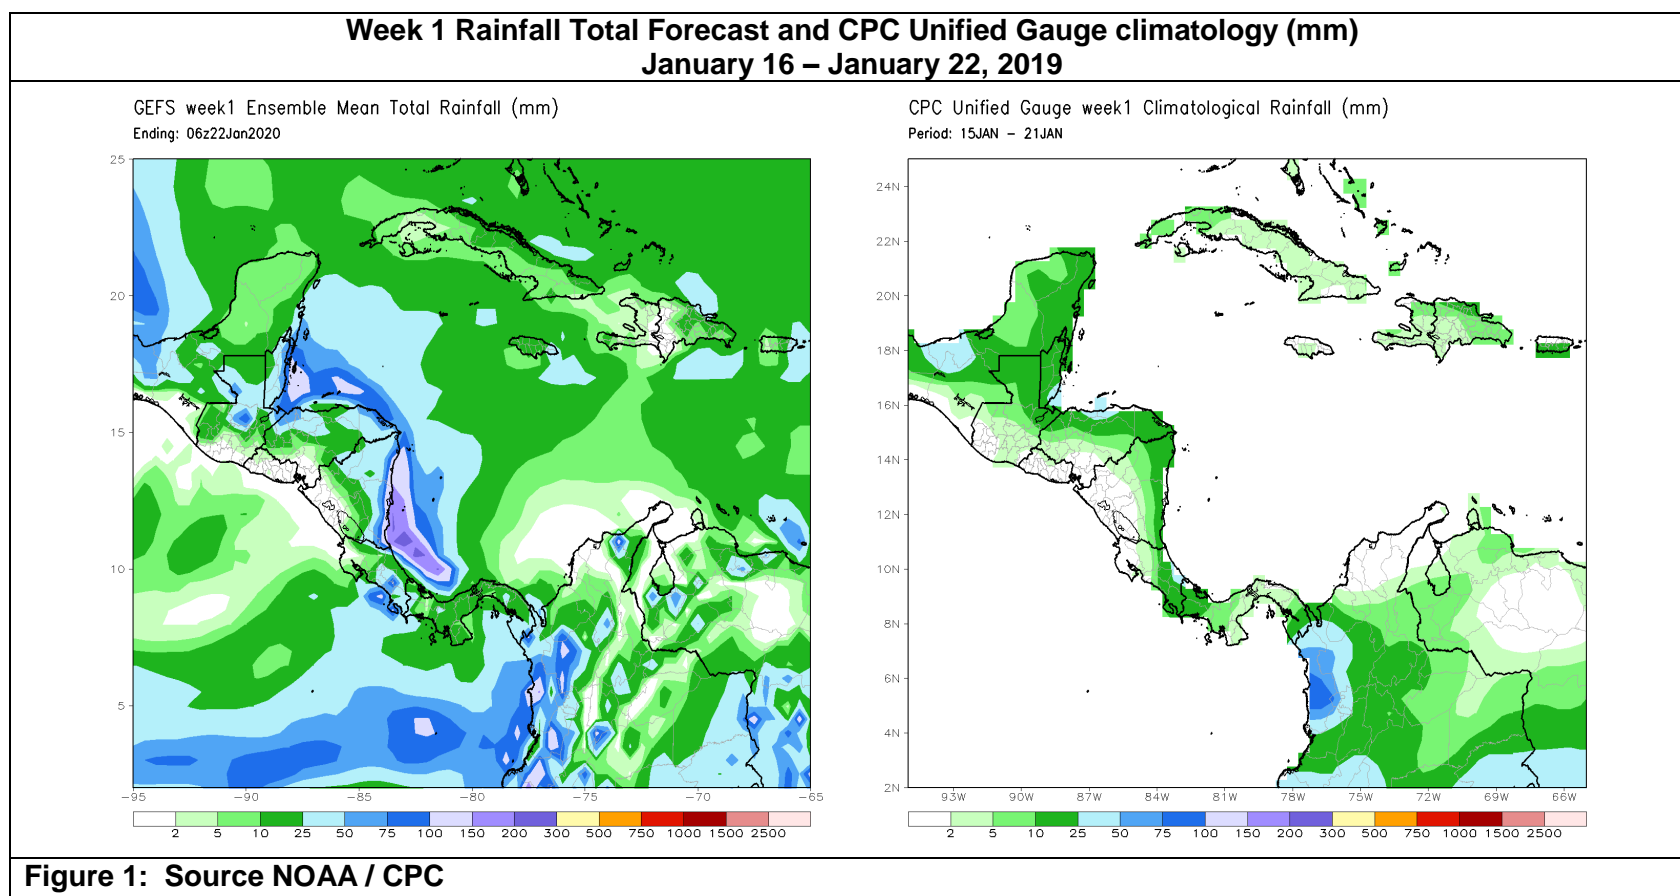 Week 1 Rainfall Total Forecast and CPC Unified Gauge climatology (mm)
January 16 – January 22, 2019
GEFS week1 Ensemble Mean Total Rainfall (mm)
Ending: 06z22Jan2020
25
20
15
10
5
-95 -90 -85 -80 -75 -70 -65
2 5 10 25 50 75 100 150 200 300 500 750 1000 1500 2500
CPC Unified Gauge week1 Climatological Rainfall (mm)
Period: 15JAN - 21JAN
24N
22N
20N
18N
16N
14N
12N
10N
8N
6N
4N
2N
93W 90W 87W 84W 81W 78W 75W 72W 69W 66W
2 5 10 25 50 75 100 150 200 300 500 750 1000 1500 2500
Figure 1: Source NOAA / CPC